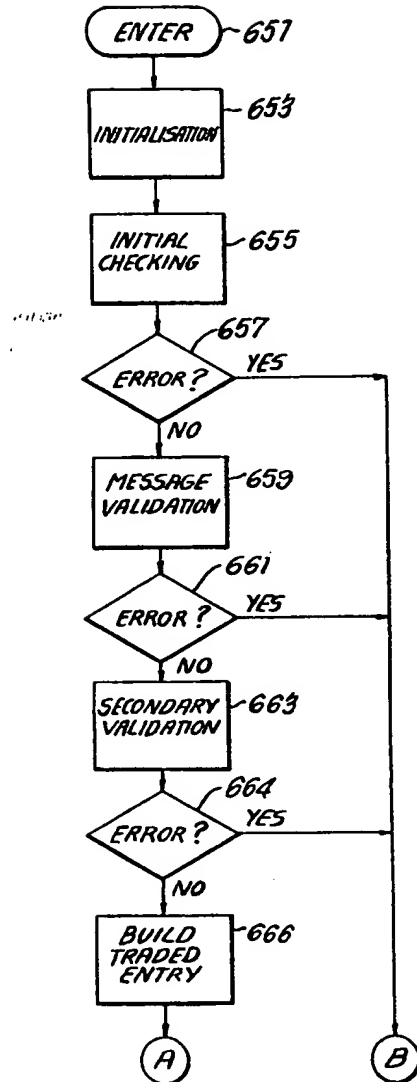 ENTER 657
INITIALISATION 653
INITIAL
CHECKING 655
657
ERROR? YES
NO
MESSAGE
VALIDATION 659
661
ERROR? YES
NO
SECONDARY
VALIDATION 663
664
ERROR? YES
NO
BUILD
TRADED
ENTRY 666
A B